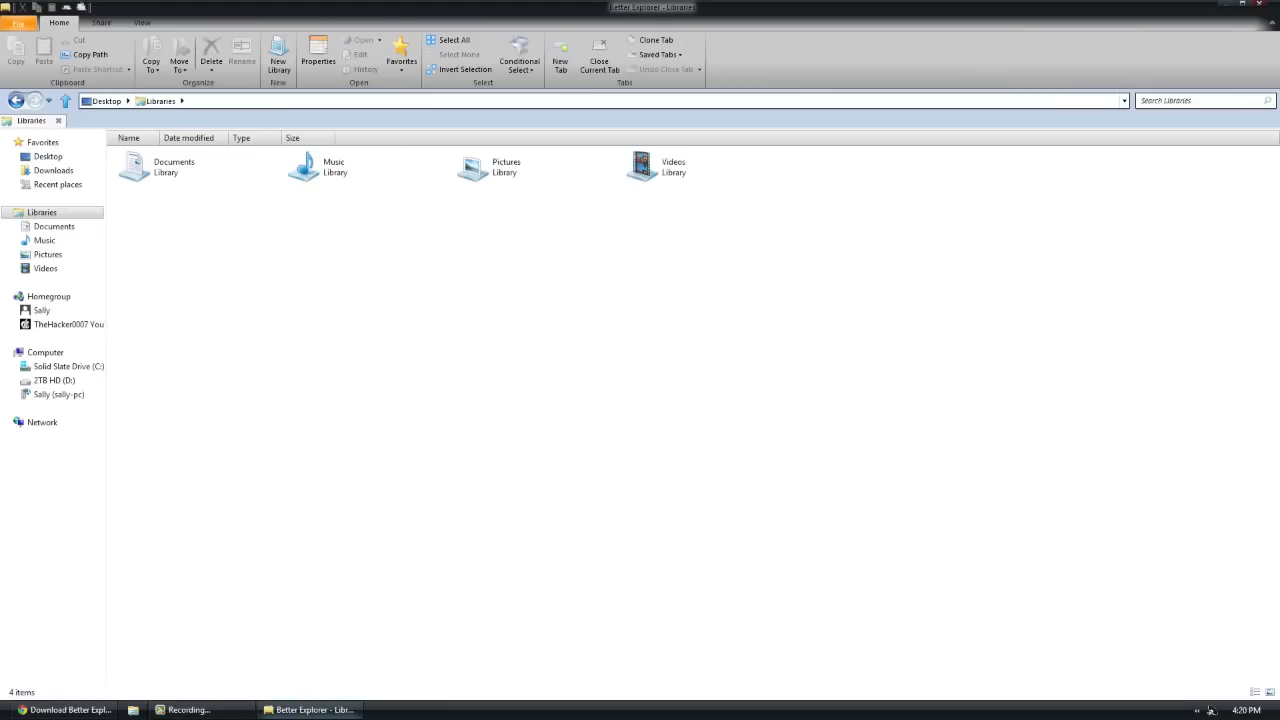 Better Explorer - Libraries
File
Home
Share
View
Copy
Paste
Cut
Copy Path
Paste Shortcut
Clipboard
Copy
To
Move
To
Delete
Rename
Organize
New
Library
New
Properties
Open
Edit
History
Favorites
Open
Select All
Select None
Invert Selection
Conditional
Select
Select
New
Tab
Close
Current Tab
Clone Tab
Saved Tabs
Undo Close Tab
Tabs
Desktop
Libraries
Search Libraries
Libraries
Name
Date modified
Type
Size
Favorites
Desktop
Downloads
Recent places
Libraries
Documents
Music
Pictures
Videos
Homegroup
Sally
TheHacker0007 You
Computer
Solid Slate Drive (C:)
2TB HD (D:)
Sally (sally-pc)
Network
Documents
Library
Music
Library
Pictures
Library
Videos
Library
4 items
Download Better Expl...
Recording...
Better Explorer - Libr...
4:20 PM